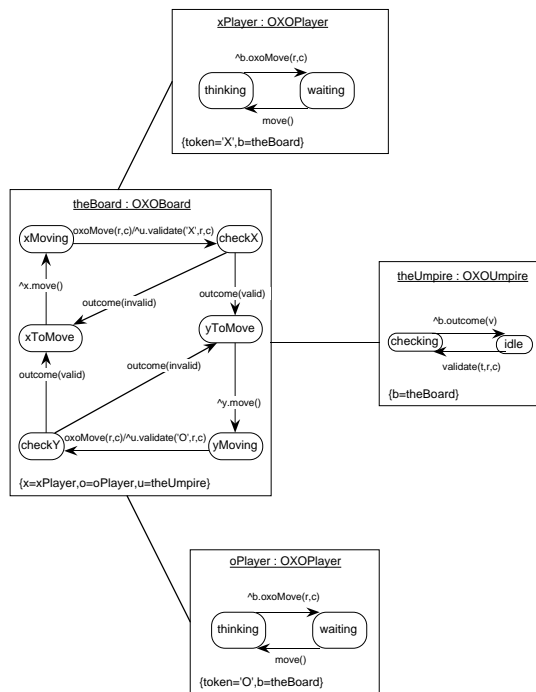 xPlayer : OXOPlayer
^b.oxoMove(r,c)
thinking
waiting
move()
{token='X',b=theBoard}
theBoard : OXOBoard
xMoving
oxoMove(r,c)/^u.validate('X',r,c)
checkX
^x.move()
outcome(invalid)
outcome(valid)
xToMove
yToMove
outcome(valid)
outcome(invalid)
^y.move()
checkY
oxoMove(r,c)/^u.validate('O',r,c)
yMoving
{x=xPlayer,o=oPlayer,u=theUmpire}
theUmpire : OXOUmpire
^b.outcome(v)
checking
idle
validate(t,r,c)
{b=theBoard}
oPlayer : OXOPlayer
^b.oxoMove(r,c)
thinking
waiting
move()
{token='O',b=theBoard}